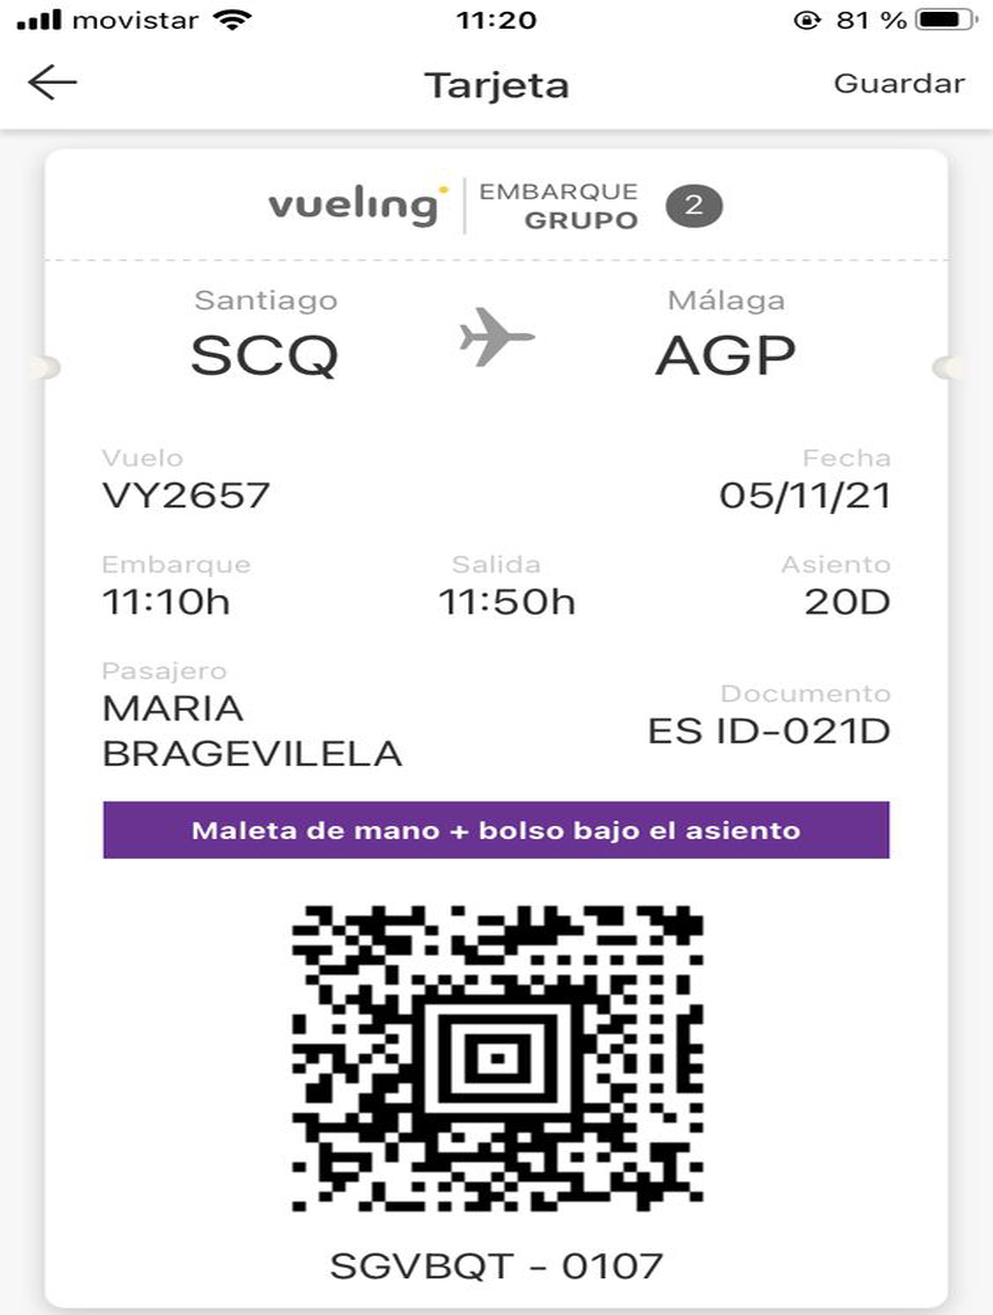 movistar 11:20 81 %
Tarjeta Guardar
vueling EMBARQUE GRUPO 2
Santiago Málaga
SCQ AGP
Vuelo Fecha
VY2657 05/11/21
Embarque Salida Asiento
11:10h 11:50h 20D
Pasajero
MARIA
BRAGEVILELA
Documento
ES ID-021D
Maleta de mano + bolso bajo el asiento
SGVBQT - 0107